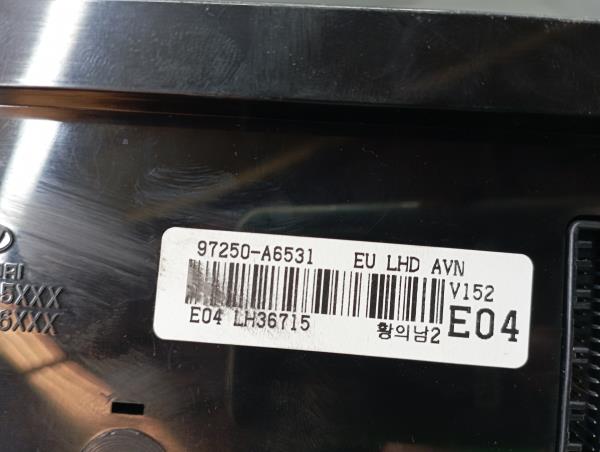 97250-A6531 EU LHD AVN
V152
E04 LH36715 황의남2 E04
5XXX
6XXX